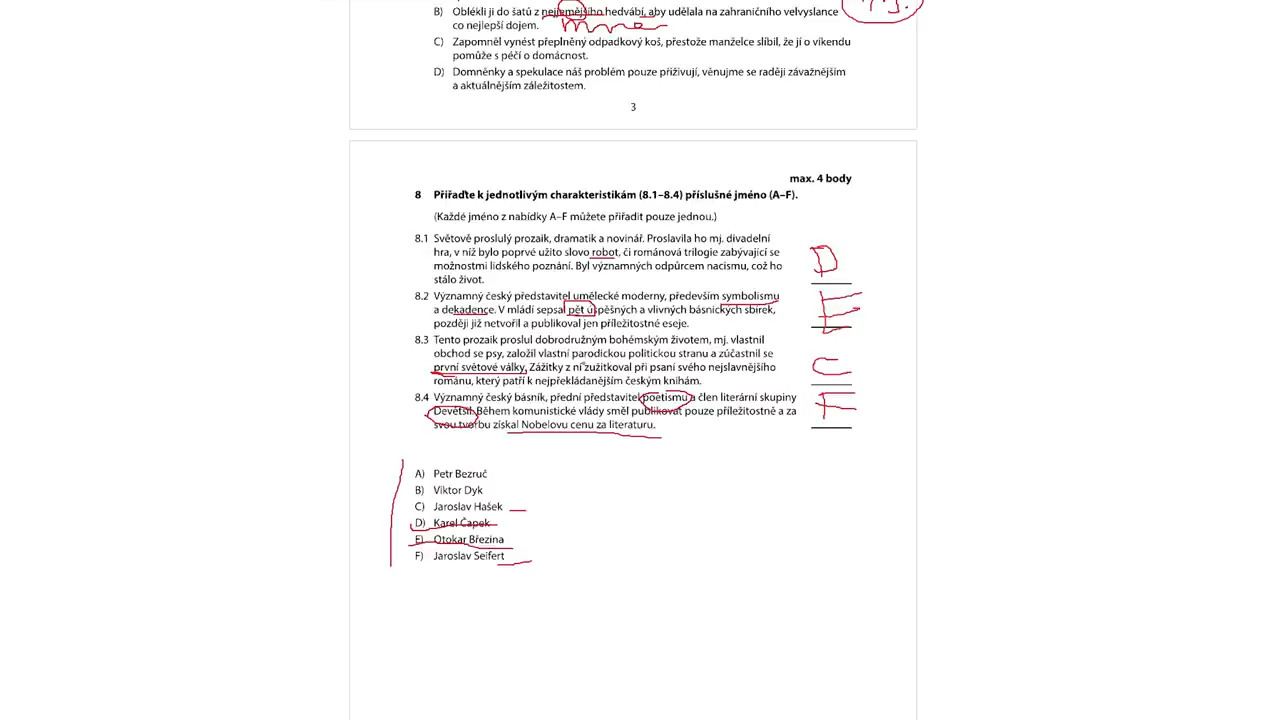 B) Oblékli ji do šatů z nejjemějšího hedvábí, aby udělala na zahraničního velvyslance
co nejlepší dojem.
mně
C) Zapomněl vynést přeplněný odpadkový koš, přestože manželce slíbil, že jí o víkendu
pomůže s péčí o domácnost.
D) Domněnky a spekulace náš problém pouze přiživují, věnujme se raději závažnějším
a aktuálnějším záležitostem.
3
max. 4 body
8 Přiřaďte k jednotlivým charakteristikám (8.1–8.4) příslušné jméno (A–F).
(Každé jméno z nabídky A–F můžete přiřadit pouze jednou.)
8.1 Světově proslulý prozaik, dramatik a novinář. Proslavila ho mj. divadelní
hra, v níž bylo poprvé užito slovo robot, či románová trilogie zabývající se
možnostmi lidského poznání. Byl významných odpůrcem nacismu, což ho
stálo život.
D
8.2 Významný český představitel umělecké moderny, především symbolismu
a dekadence. V mládí sepsal pět úspěšných a vlivných básnických sbírek,
později již netvořil a publikoval jen příležitostné eseje.
E
8.3 Tento prozaik proslul dobrodružným bohémským životem, mj. vlastnil
obchod se psy, založil vlastní parodickou politickou stranu a zúčastnil se
první světové války. Zážitky z ní zužitkoval při psaní svého nejslavnějšího
románu, který patří k nejpřekládanějším českým knihám.
C
8.4 Významný český básník, přední představitel poetismu a člen literární skupiny
Devětsil. Během komunistické vlády směl publikovat pouze příležitostně a za
svou tvorbu získal Nobelovu cenu za literaturu.
F
A) Petr Bezruč
B) Viktor Dyk
C) Jaroslav Hašek
D) Karel Čapek
E) Otokar Březina
F) Jaroslav Seifert